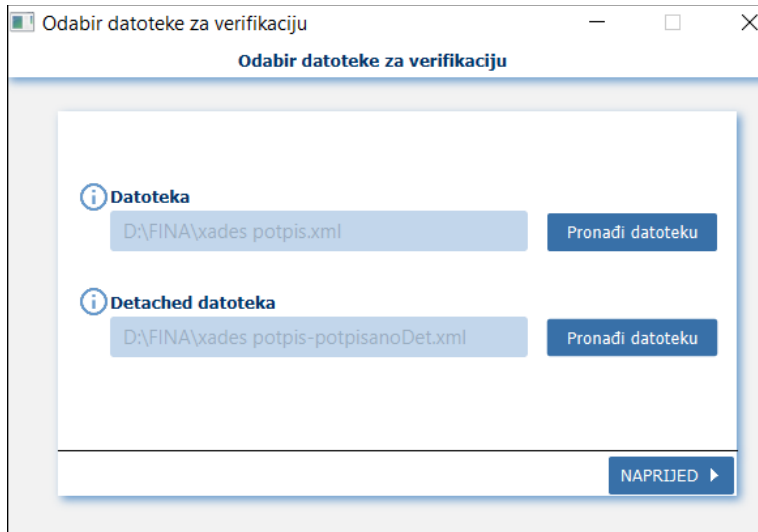 Odabir datoteke za verifikaciju
Odabir datoteke za verifikaciju
Datoteka
D:\FINA\xades potpis.xml
Pronađi datoteku
Detached datoteka
D:\FINA\xades potpis-potpisanoDet.xml
Pronađi datoteku
NAPRIJED